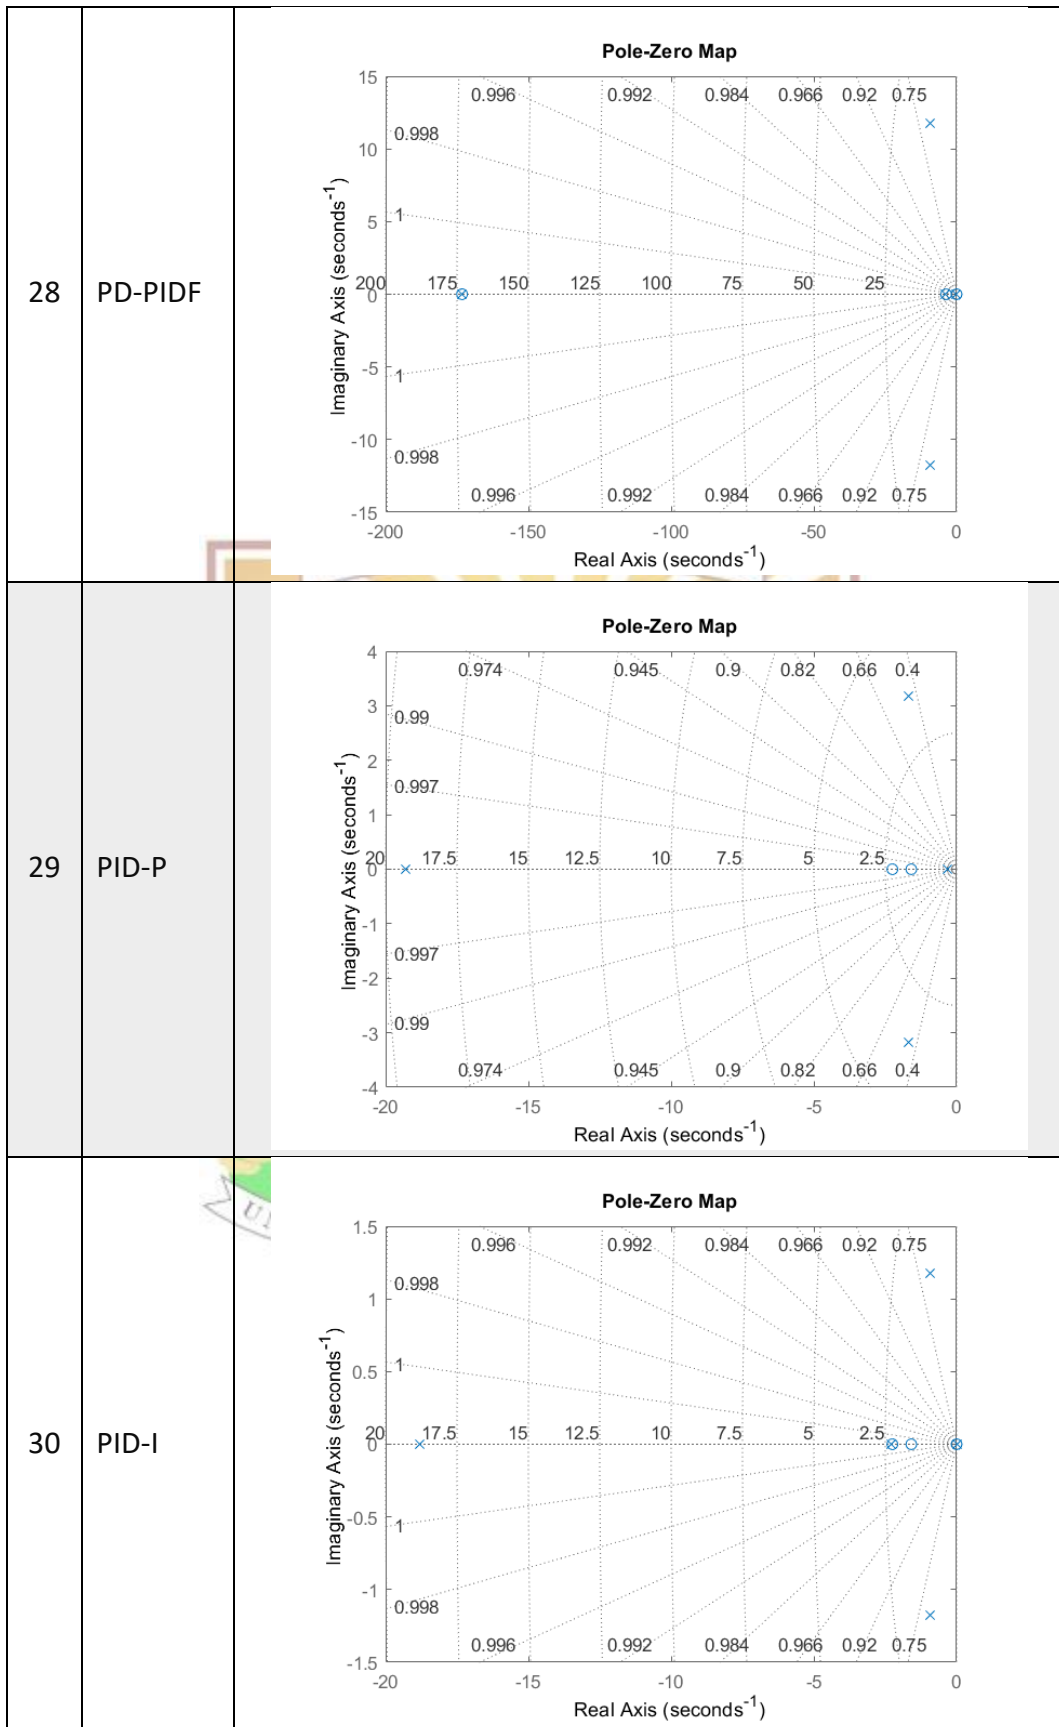 Pole-Zero Map
15
0.996 0.992 0.984 0.966 0.92 0.75
0.998
10
5
1
28 PD-PIDF
Imaginary Axis (seconds-1)
200 175 150 125 100 75 50 25
0
-5
1
-10
0.998
0.996 0.992 0.984 0.966 0.92 0.75
-15
-200 -150 -100 -50 0
Real Axis (seconds-1)
Pole-Zero Map
4
0.974 0.945 0.9 0.82 0.66 0.4
3
0.99
2
0.997
1
29 PID-P
Imaginary Axis (seconds-1)
20 17.5 15 12.5 10 7.5 5 2.5
0
-1
0.997
-2
0.99
-3
0.974 0.945 0.9 0.82 0.66 0.4
-4
-20 -15 -10 -5 0
Real Axis (seconds-1)
U
Pole-Zero Map
1.5
0.996 0.992 0.984 0.966 0.92 0.75
0.998
1
0.5
1
30 PID-I
Imaginary Axis (seconds-1)
20 17.5 15 12.5 10 7.5 5 2.5
0
-0.5
1
-1
0.998
0.996 0.992 0.984 0.966 0.92 0.75
-1.5
-20 -15 -10 -5 0
Real Axis (seconds-1)